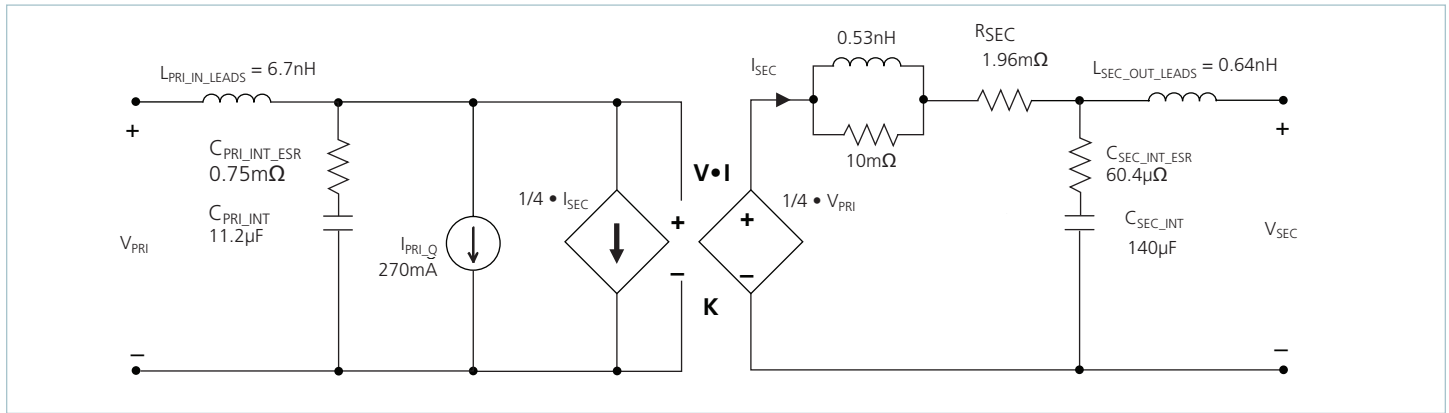 L_PRI_IN_LEADS = 6.7nH
+
C_PRI_INT_ESR
0.75mΩ
C_PRI_INT
11.2µF
V_PRI
–
I_PRI_Q
270mA
1/4 • I_SEC
V•I
+
–
K
+
–
1/4 • V_PRI
I_SEC
0.53nH
10mΩ
R_SEC
1.96mΩ
L_SEC_OUT_LEADS = 0.64nH
+
C_SEC_INT_ESR
60.4µΩ
C_SEC_INT
140µF
V_SEC
–